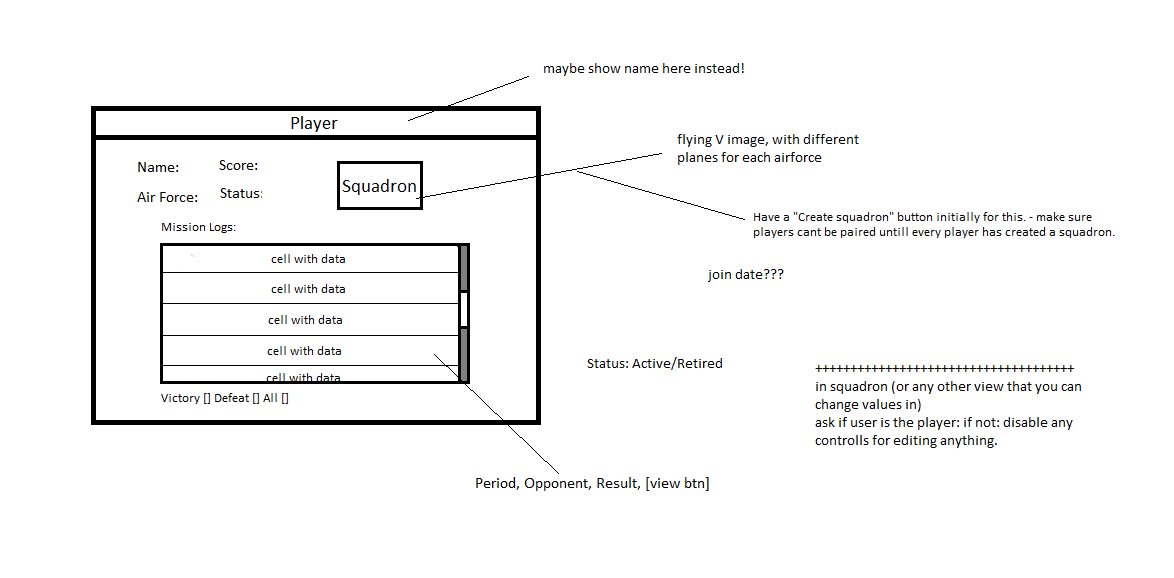 maybe show name here instead!
Player
flying V image, with different
planes for each airforce
Name:
Score:
Squadron
Air Force:
Status:
Have a "Create squadron" button initially for this. - make sure
players cant be paired untill every player has created a squadron.
Mission Logs:
cell with data
cell with data
cell with data
cell with data
cell with data
join date???
Victory [] Defeat [] All []
Status: Active/Retired
++++++++++++++++++++++++++++++++++++
in squadron (or any other view that you can
change values in)
ask if user is the player: if not: disable any
controlls for editing anything.
Period, Opponent, Result, [view btn]